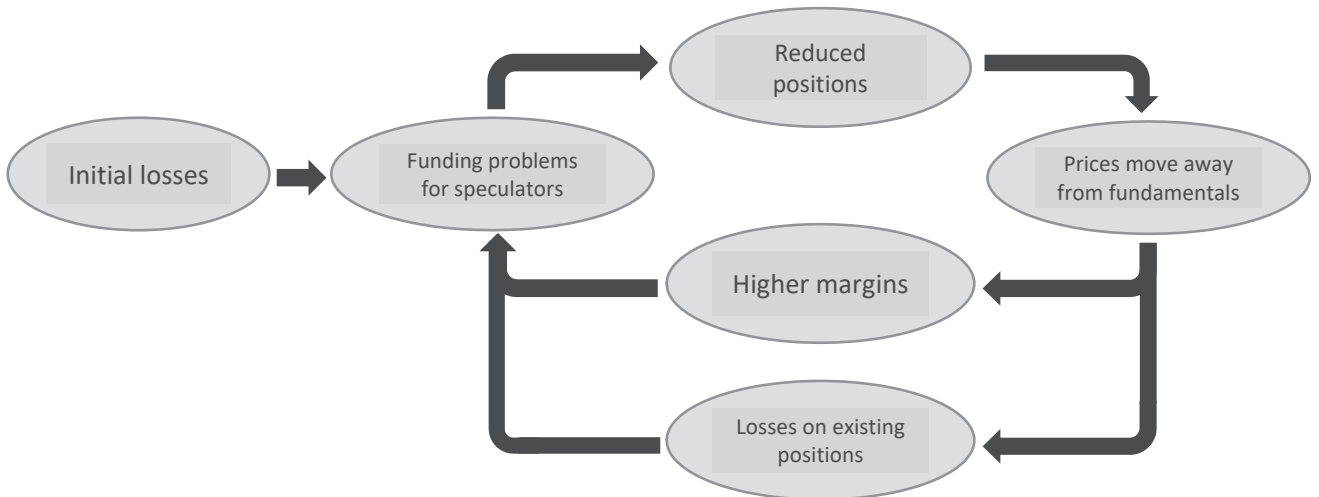 Initial losses
Funding problems
for speculators
Reduced
positions
Prices move away
from fundamentals
Higher margins
Losses on existing
positions